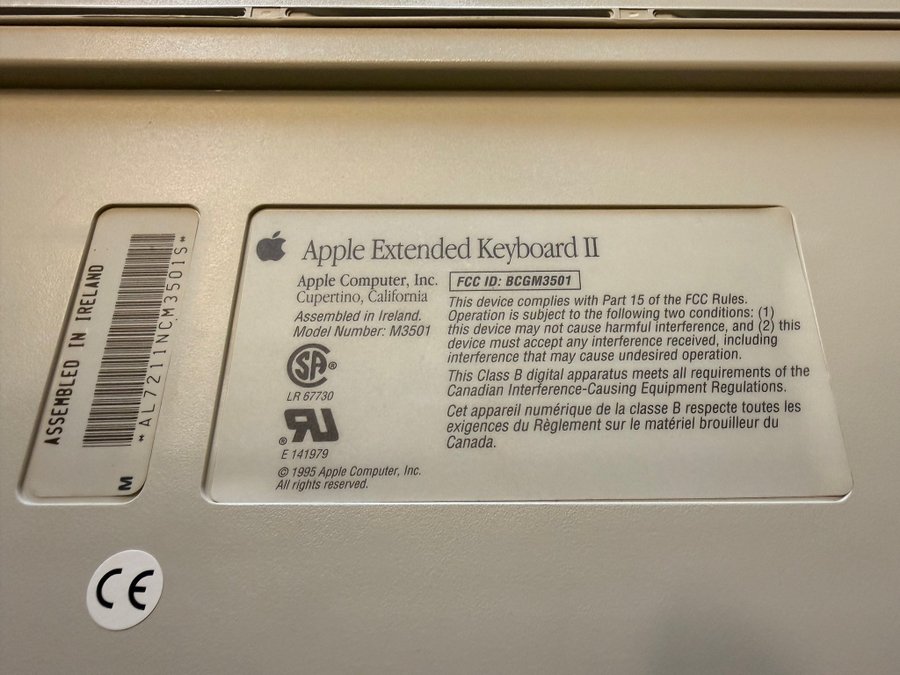 ASSEMBLED IN IRELAND
**AL7211NCM3501S**
M
Apple Extended Keyboard II
Apple Computer, Inc.
Cupertino, California
Assembled in Ireland.
Model Number: M3501
SA®
LR 67730
®RU
E 141979
© 1995 Apple Computer, Inc.
All rights reserved.
FCC ID: BCGM3501
This device complies with Part 15 of the FCC Rules.
Operation is subject to the following two conditions: (1)
this device may not cause harmful interference, and (2) this
device must accept any interference received, including
interference that may cause undesired operation.
This Class B digital apparatus meets all requirements of the
Canadian Interference-Causing Equipment Regulations.
Cet appareil numérique de la classe B respecte toutes les
exigences du Règlement sur le matériel brouilleur du
Canada.
CE